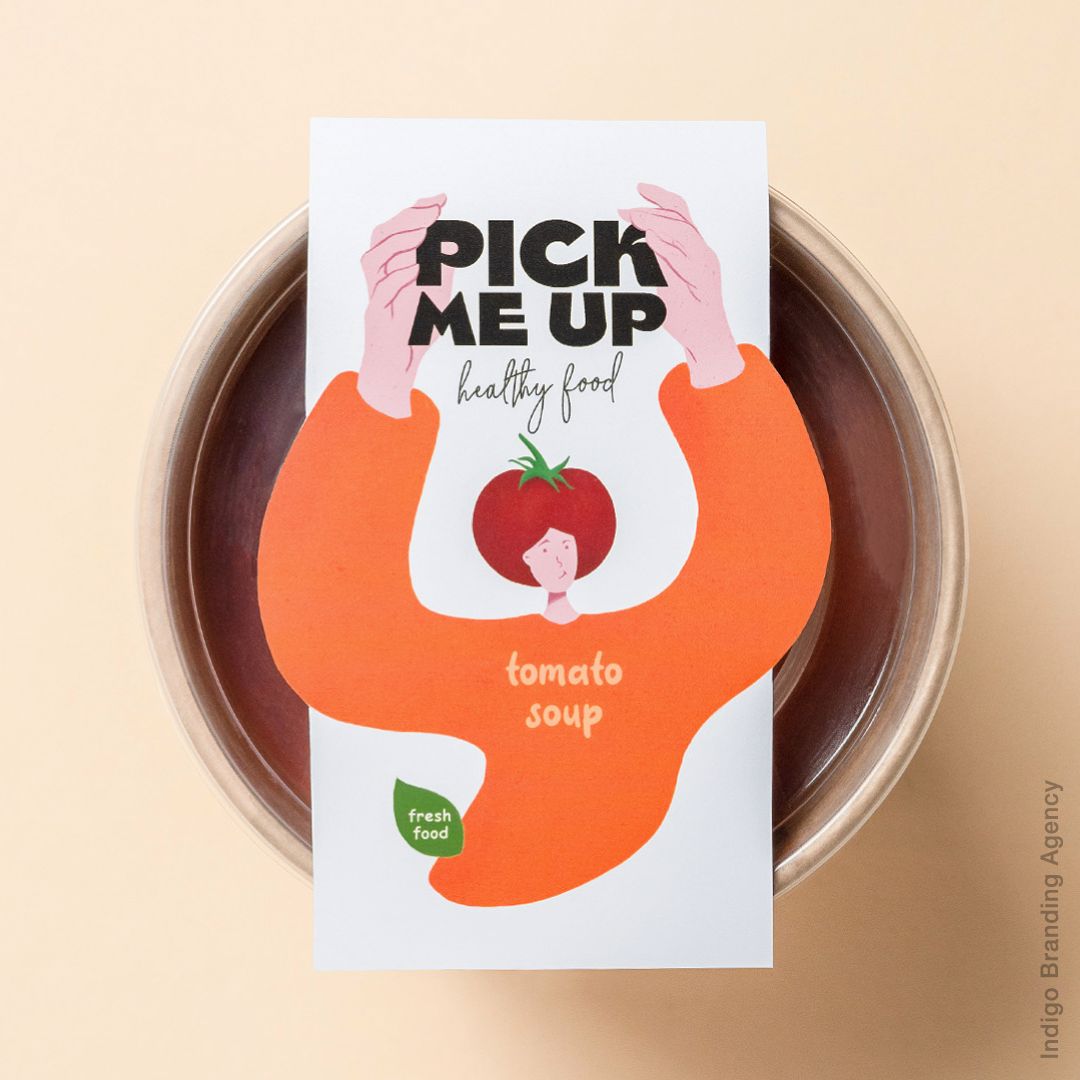 PICK
ME UP
healthy food
tomato
soup
fresh
food
Indigo Branding Agency